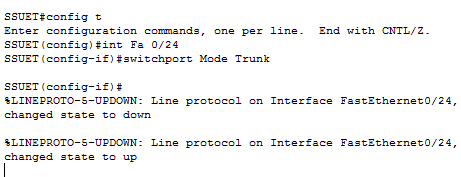 SSUET#config t
Enter configuration commands, one per line.  End with CNTL/Z.
SSUET(config)#int Fa 0/24
SSUET(config-if)#switchport Mode Trunk
SSUET(config-if)#
%LINEPROTO-5-UPDOWN: Line protocol on Interface FastEthernet0/24,
changed state to down
%LINEPROTO-5-UPDOWN: Line protocol on Interface FastEthernet0/24,
changed state to up